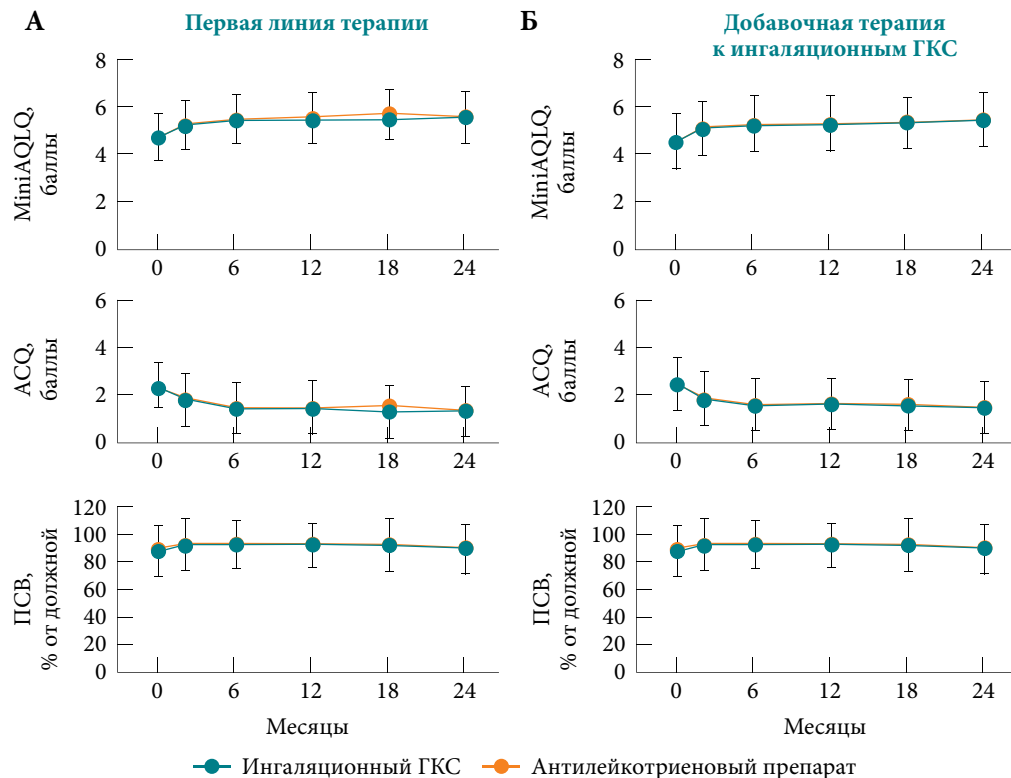 А
Первая линия терапии
MiniAQLQ,
баллы
8
6
4
2
0
0 6 12 18 24
ACQ,
баллы
6
4
2
0
0 6 12 18 24
ПСВ,
% от должной
120
100
80
60
40
20
0
0 6 12 18 24
Месяцы
Б
Добавочная терапия
к ингаляционным ГКС
MiniAQLQ,
баллы
8
6
4
2
0
0 6 12 18 24
ACQ,
баллы
6
4
2
0
0 6 12 18 24
ПСВ,
% от должной
120
100
80
60
40
20
0
0 6 12 18 24
Месяцы
Ингаляционный ГКС Антилейкотриеновый препарат